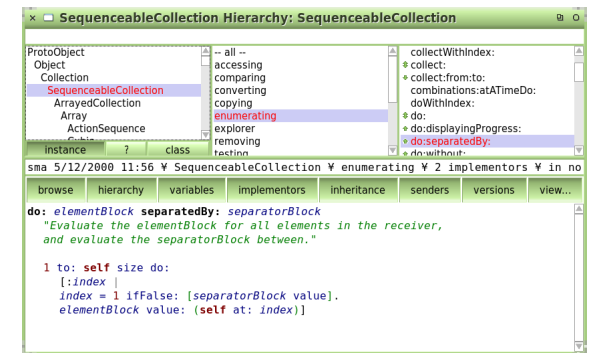 SequenceableCollection Hierarchy: SequenceableCollection
ProtoObject
Object
Collection
SequenceableCollection
ArrayedCollection
Array
ActionSequence
instance
?
class
-- all --
accessing
comparing
converting
copying
enumerating
explorer
removing
testing
collectWithIndex:
collect:
collect:from:to:
combinations:atATimeDo:
doWithIndex:
do:
do:displayingProgress:
do:separatedBy:
do:without:
sma 5/12/2000 11:56 ¥ SequenceableCollection ¥ enumerating ¥ 2 implementors ¥ in no
browse
hierarchy
variables
implementors
inheritance
senders
versions
view...
do: elementBlock separatedBy: separatorBlock
"Evaluate the elementBlock for all elements in the receiver,
and evaluate the separatorBlock between."
1 to: self size do:
[:index |
index = 1 ifFalse: [separatorBlock value].
elementBlock value: (self at: index)]